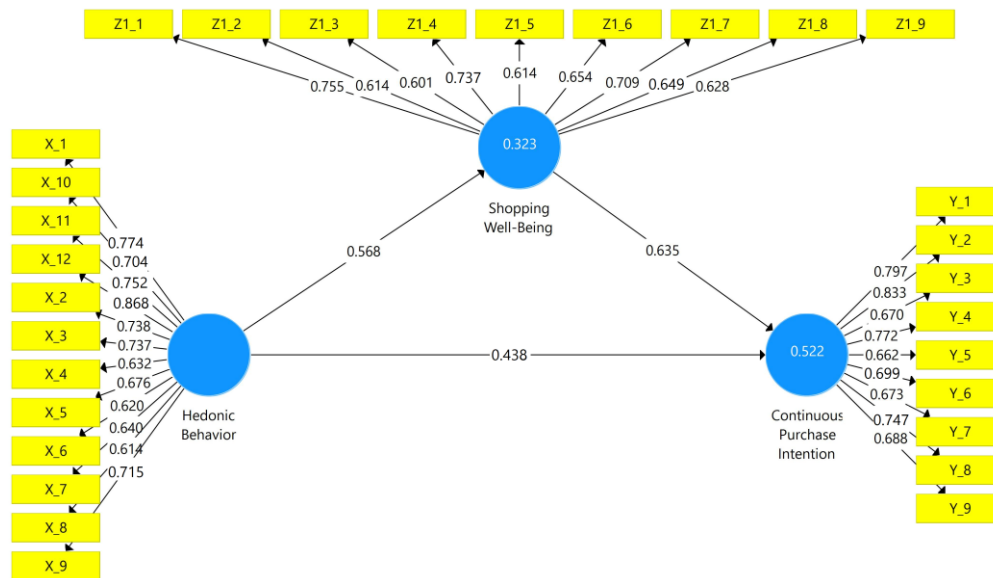 Z1_1 Z1_2 Z1_3 Z1_4 Z1_5 Z1_6 Z1_7 Z1_8 Z1_9
0.755 0.614 0.601 0.737 0.614 0.654 0.709 0.649 0.628
0.323
Shopping
Well-Being
X_1
X_10
X_11
X_12
X_2
X_3
X_4
X_5
X_6
X_7
X_8
X_9
0.774
0.704
0.752
0.868
0.738
0.737
0.632
0.676
0.620
0.640
0.614
0.715
Hedonic
Behavior
0.568
0.635
0.438
0.522
Continuous
Purchase
Intention
0.797
0.833
0.670
0.772
0.662
0.699
0.673
0.747
0.688
Y_1
Y_2
Y_3
Y_4
Y_5
Y_6
Y_7
Y_8
Y_9